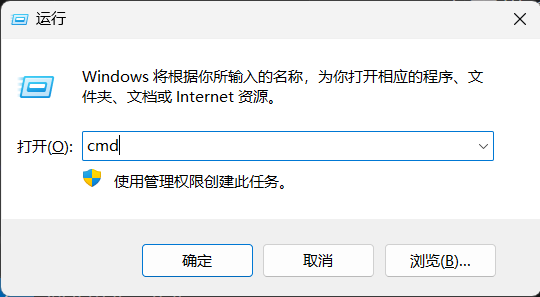 运行
Windows 将根据你所输入的名称，为你打开相应的程序、文
件夹、文档或 Internet 资源。
打开(O): cmd
使用管理权限创建此任务。
确定 取消 浏览(B)...